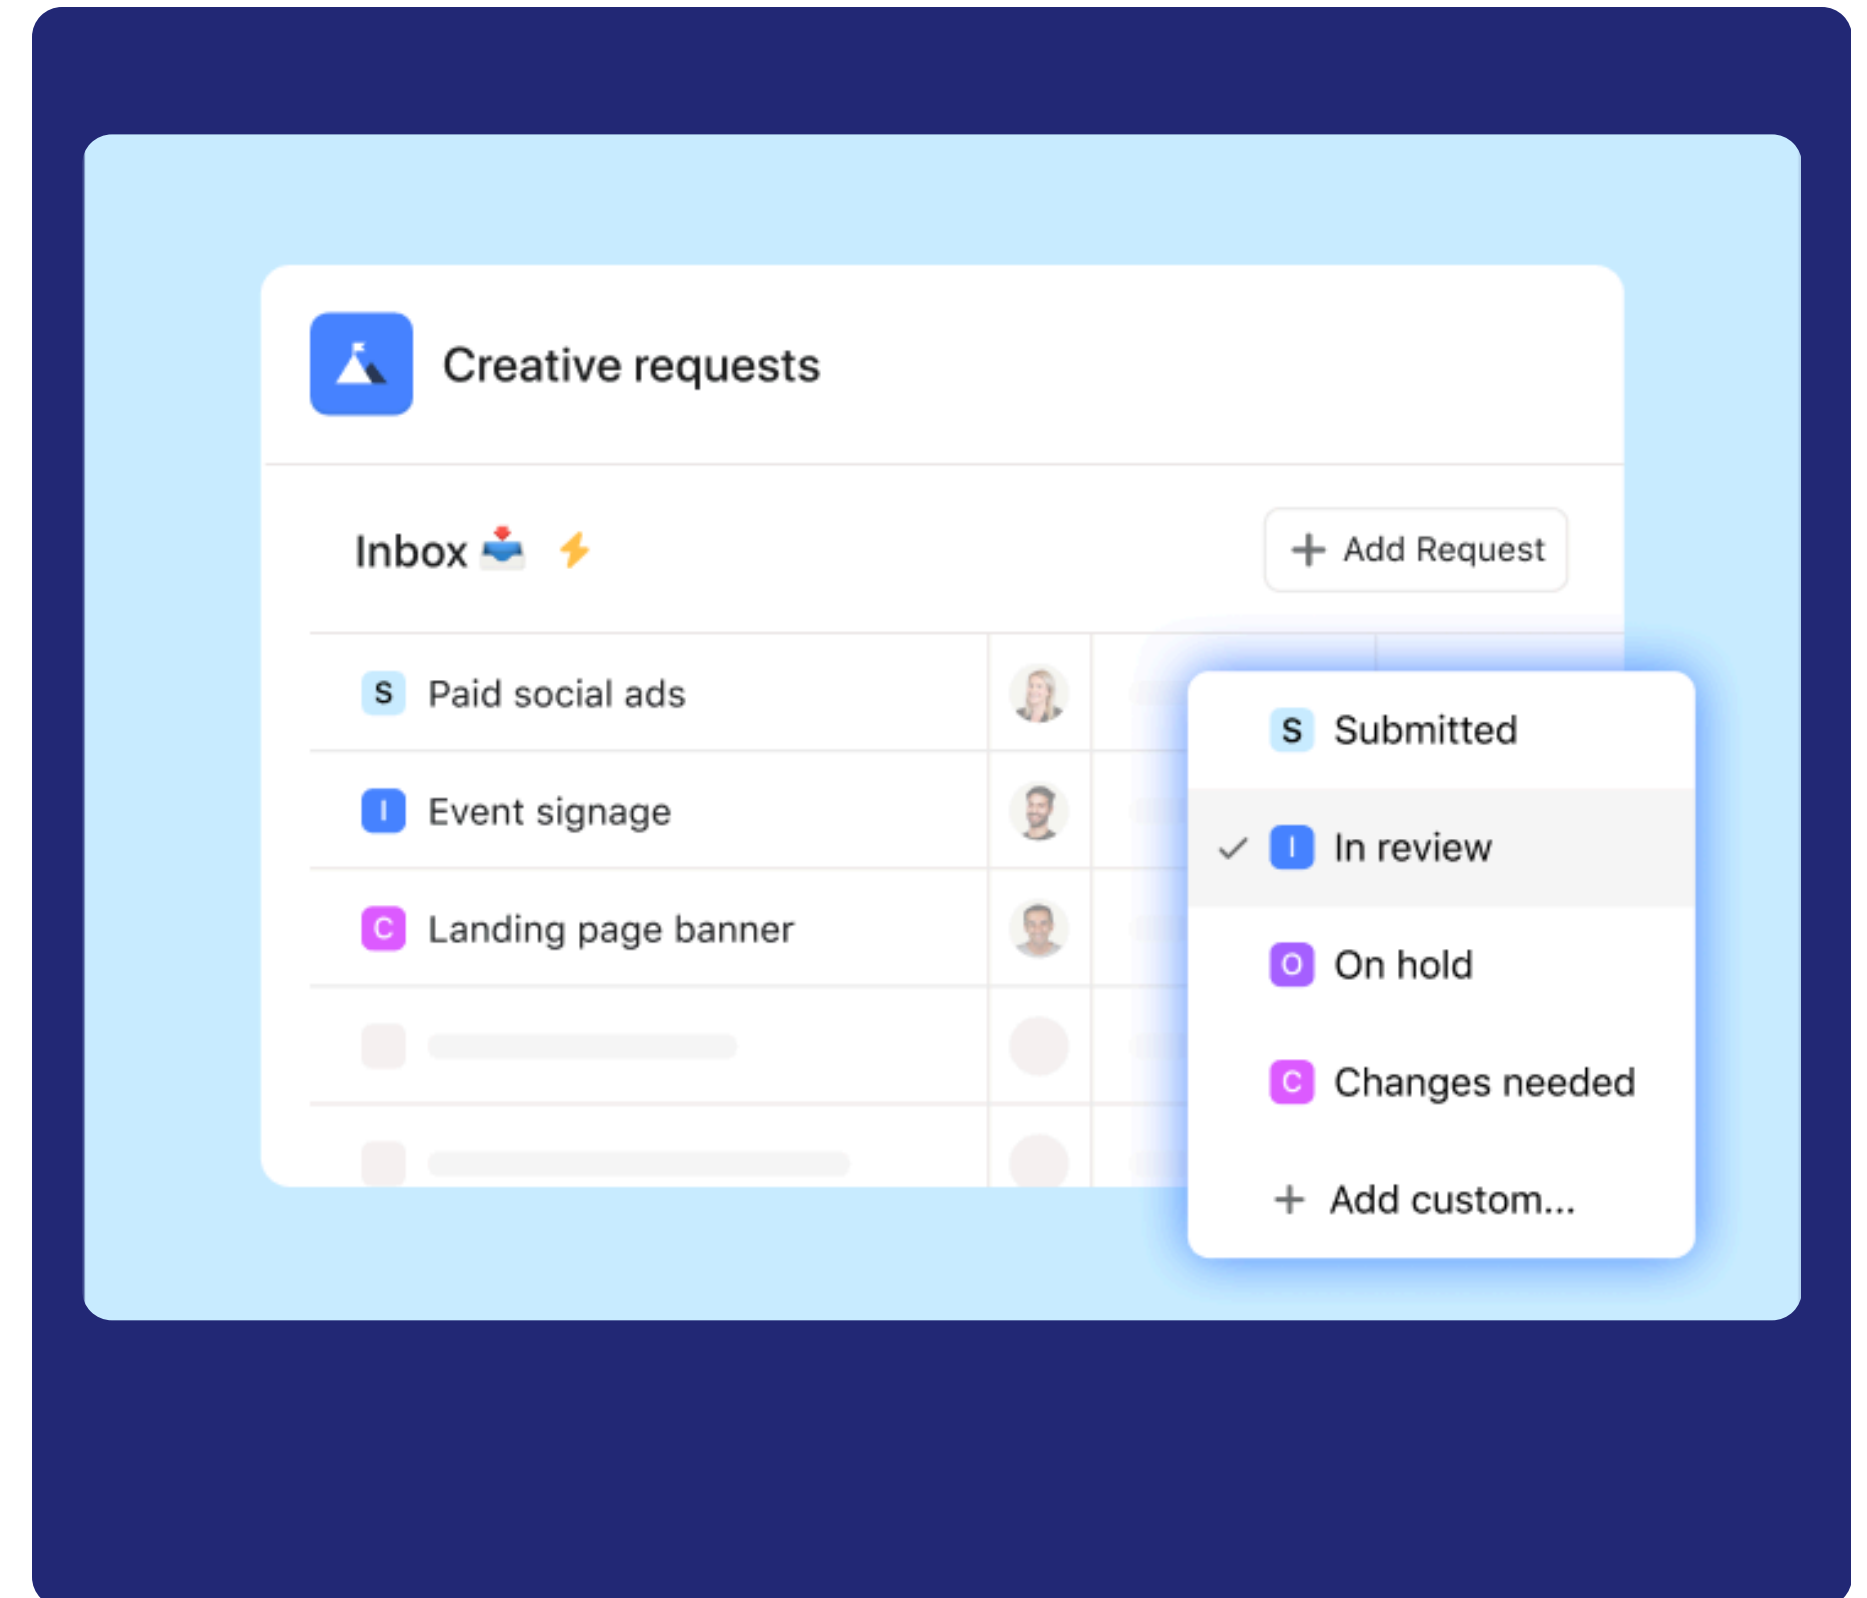 Creative requests
Inbox 📥 ⚡
+ Add Request
S Paid social ads
I Event signage
C Landing page banner
S Submitted
✓ I In review
O On hold
C Changes needed
+ Add custom...